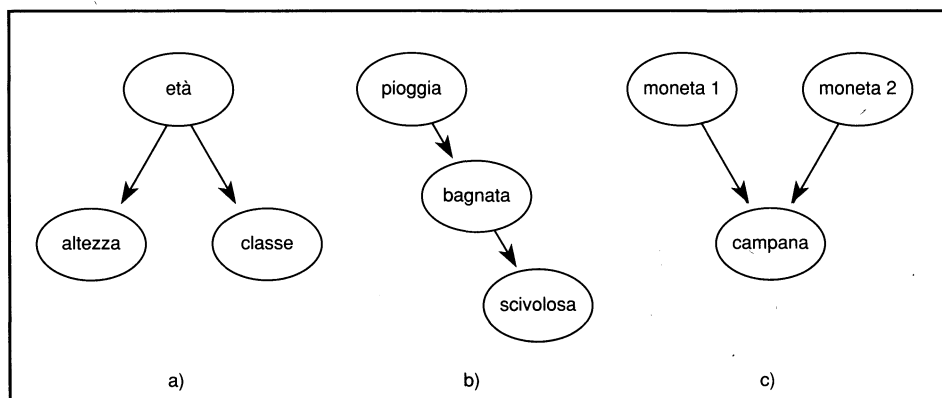 età
altezza
classe
a)
pioggia
bagnata
scivolosa
b)
moneta 1
moneta 2
campana
c)